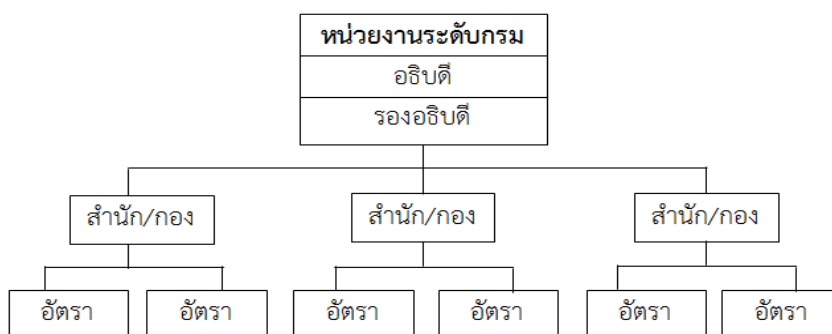 หน่วยงานระดับกรม
อธิบดี
รองอธิบดี
สำนัก/กอง สำนัก/กอง สำนัก/กอง
อัตรา อัตรา อัตรา อัตรา อัตรา อัตรา